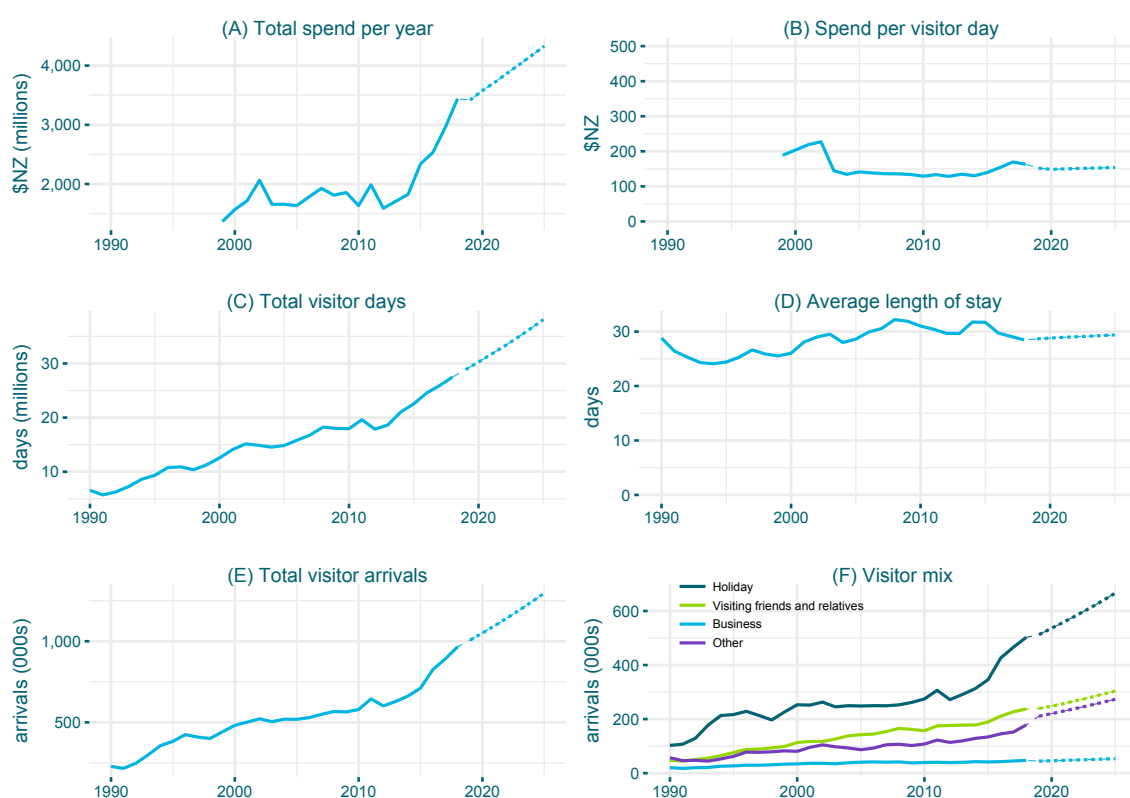 (A) Total spend per year
$NZ (millions)
4,000
3,000
2,000
1990 2000 2010 2020
(B) Spend per visitor day
$NZ
500
400
300
200
100
0
1990 2000 2010 2020
(C) Total visitor days
days (millions)
30
20
10
1990 2000 2010 2020
(D) Average length of stay
days
30
20
10
0
1990 2000 2010 2020
(E) Total visitor arrivals
arrivals (000s)
1,000
500
1990 2000 2010 2020
(F) Visitor mix
Holiday
Visiting friends and relatives
Business
Other
arrivals (000s)
600
400
200
0
1990 2000 2010 2020